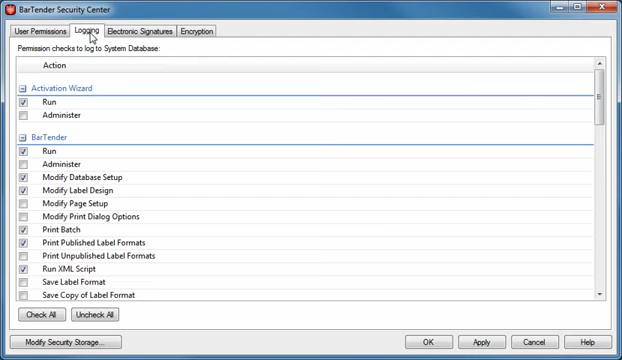 BarTender Security Center
User Permissions Logging Electronic Signatures Encryption
Permission checks to log to System Database:
Action
Activation Wizard
Run
Administer
BarTender
Run
Administer
Modify Database Setup
Modify Label Design
Modify Page Setup
Modify Print Dialog Options
Print Batch
Print Published Label Formats
Print Unpublished Label Formats
Run XML Script
Save Label Format
Save Copy of Label Format
Check All Uncheck All
Modify Security Storage... OK Apply Cancel Help